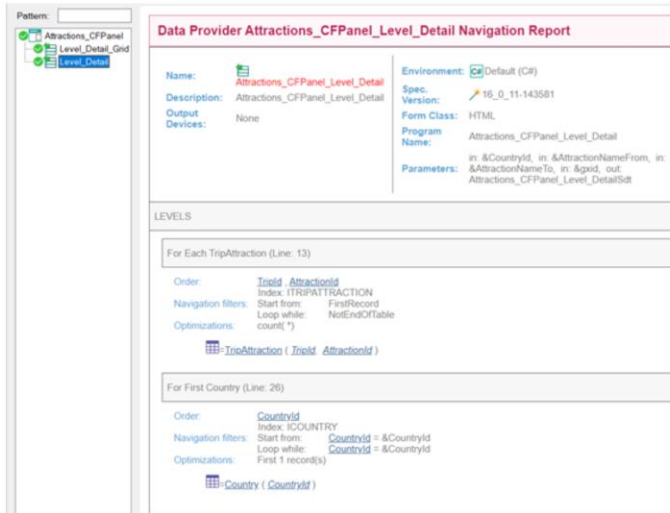 Pattern:
Attractions_CFPanel
Level_Detail_Grid
Level_Detail
Data Provider Attractions_CFPanel_Level_Detail Navigation Report
Name: Attractions_CFPanel_Level_Detail
Description: Attractions_CFPanel_Level_Detail
Output Devices: None
Environment: C# Default (C#)
Spec. Version: 16_0_11-143581
Form Class: HTML
Program Name: Attractions_CFPanel_Level_Detail
Parameters: in: &CountryId, in: &AttractionNameFrom, in:
&AttractionNameTo, in: &gxid, out:
Attractions_CFPanel_Level_DetailSdt
LEVELS
For Each TripAttraction (Line: 13)
Order: TripId , AttractionId
Index: ITRIPATTRACTION
Navigation filters: Start from: FirstRecord
Loop while: NotEndOfTable
Optimizations: count( *)
=TripAttraction ( TripId, AttractionId )
For First Country (Line: 26)
Order: CountryId
Index: ICOUNTRY
Navigation filters: Start from: CountryId = &CountryId
Loop while: CountryId = &CountryId
Optimizations: First 1 record(s)
=Country ( CountryId )